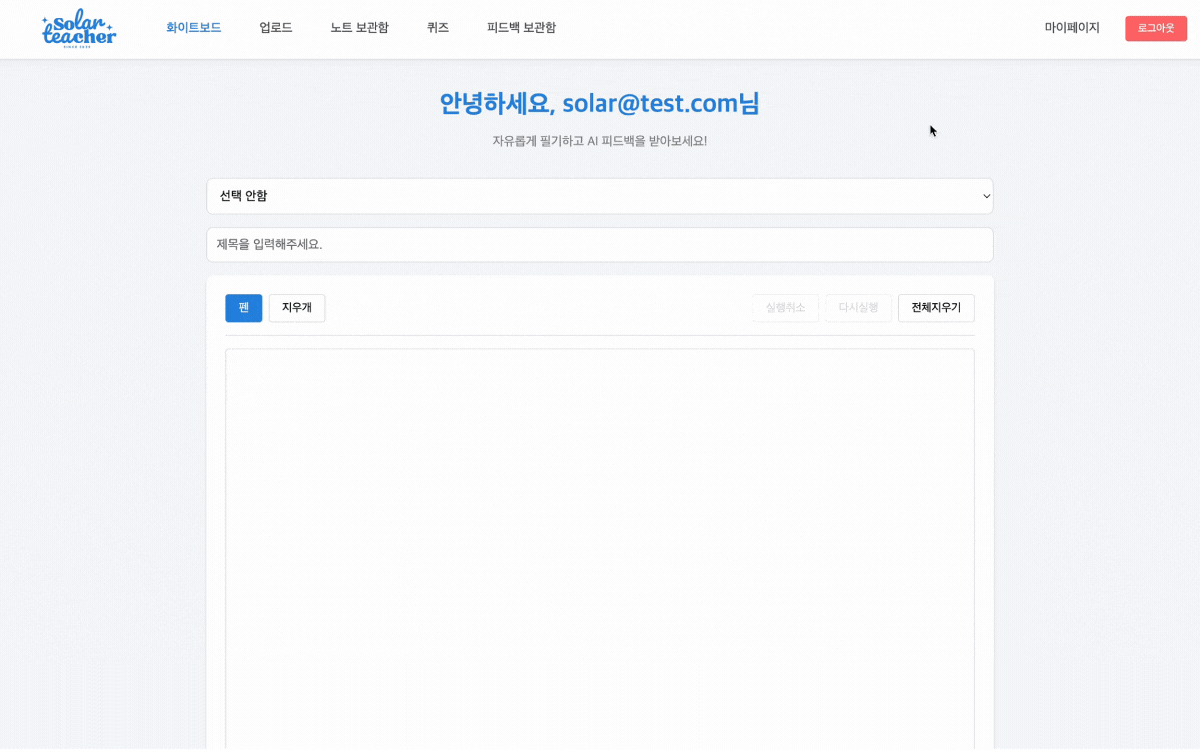 solar
teacher
SINCE 2025
화이트보드 업로드 노트 보관함 퀴즈 피드백 보관함 마이페이지 로그아웃
안녕하세요, solar@test.com님
자유롭게 필기하고 AI 피드백을 받아보세요!
선택 안함
제목을 입력해주세요.
펜 지우개 실행취소 다시실행 전체지우기